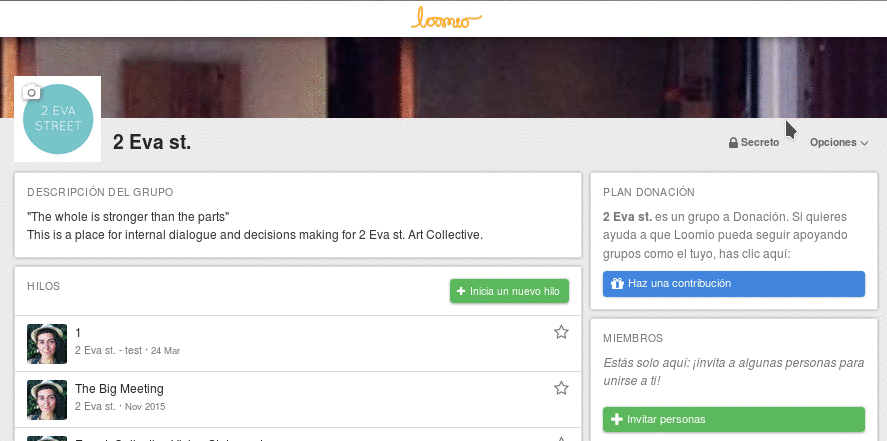 loomio
2 EVA
STREET
2 Eva st.
Secreto
Opciones
DESCRIPCIÓN DEL GRUPO
"The whole is stronger than the parts"
This is a place for internal dialogue and decisions making for 2 Eva st. Art Collective.
HILOS
Inicia un nuevo hilo
1
2 Eva st. - test · 24 Mar
The Big Meeting
2 Eva st. · Nov 2015
PLAN DONACIÓN
2 Eva st. es un grupo a Donación. Si quieres
ayuda a que Loomio pueda seguir apoyando
grupos como el tuyo, has clic aquí:
Haz una contribución
MIEMBROS
Estás solo aquí: ¡invita a algunas personas para
unirse a ti!
Invitar personas